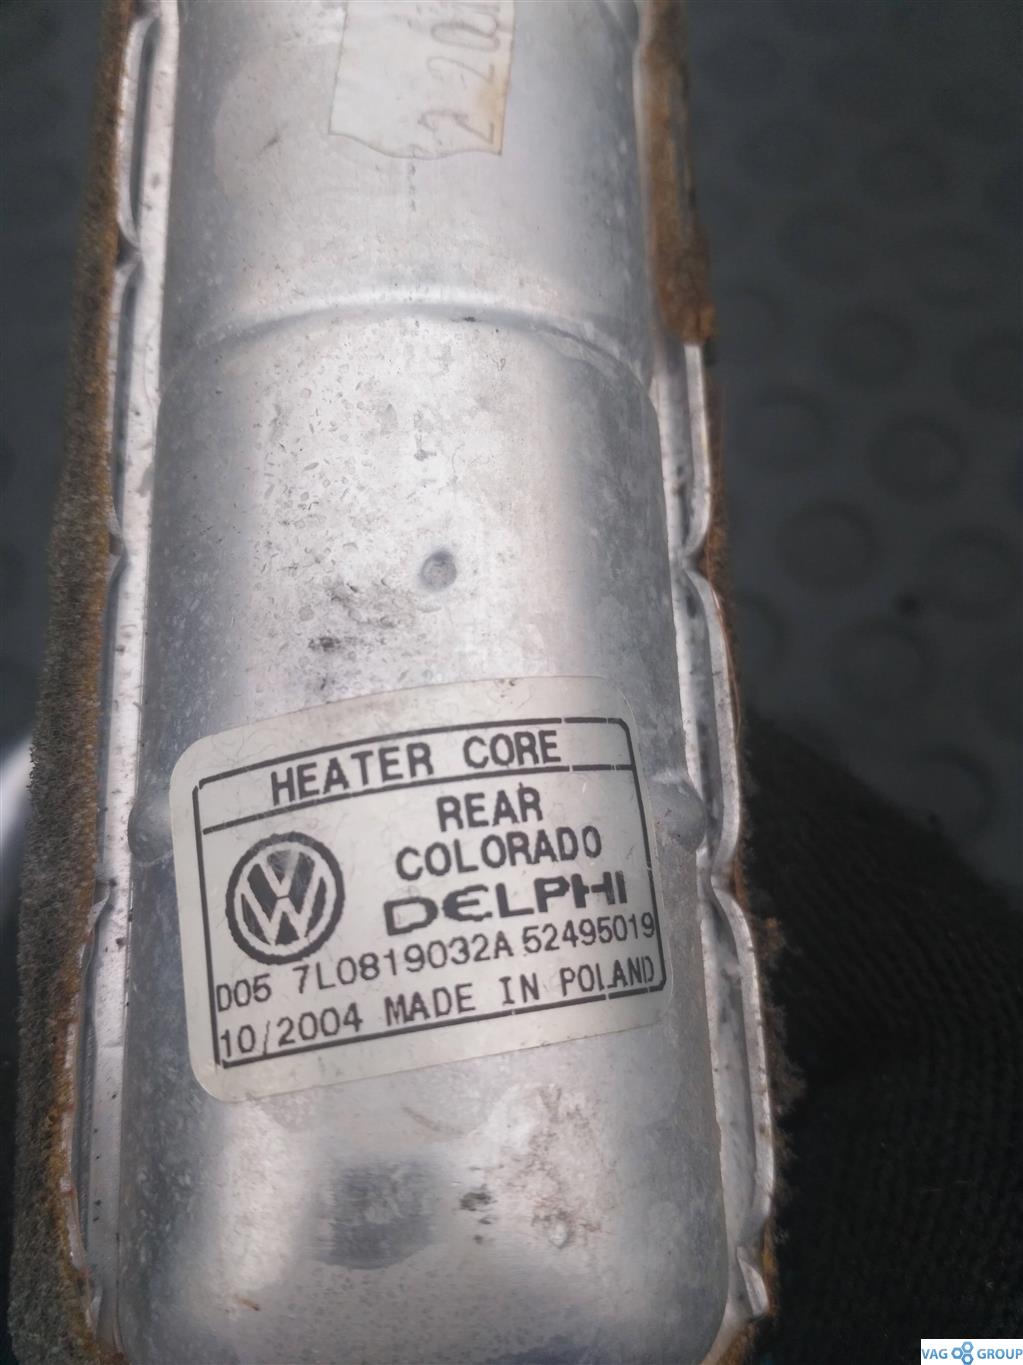 HEATER CORE
REAR
COLORADO
DELPHI
D05 7L0819032A 52495019
10/2004 MADE IN POLAND
VAG GROUP